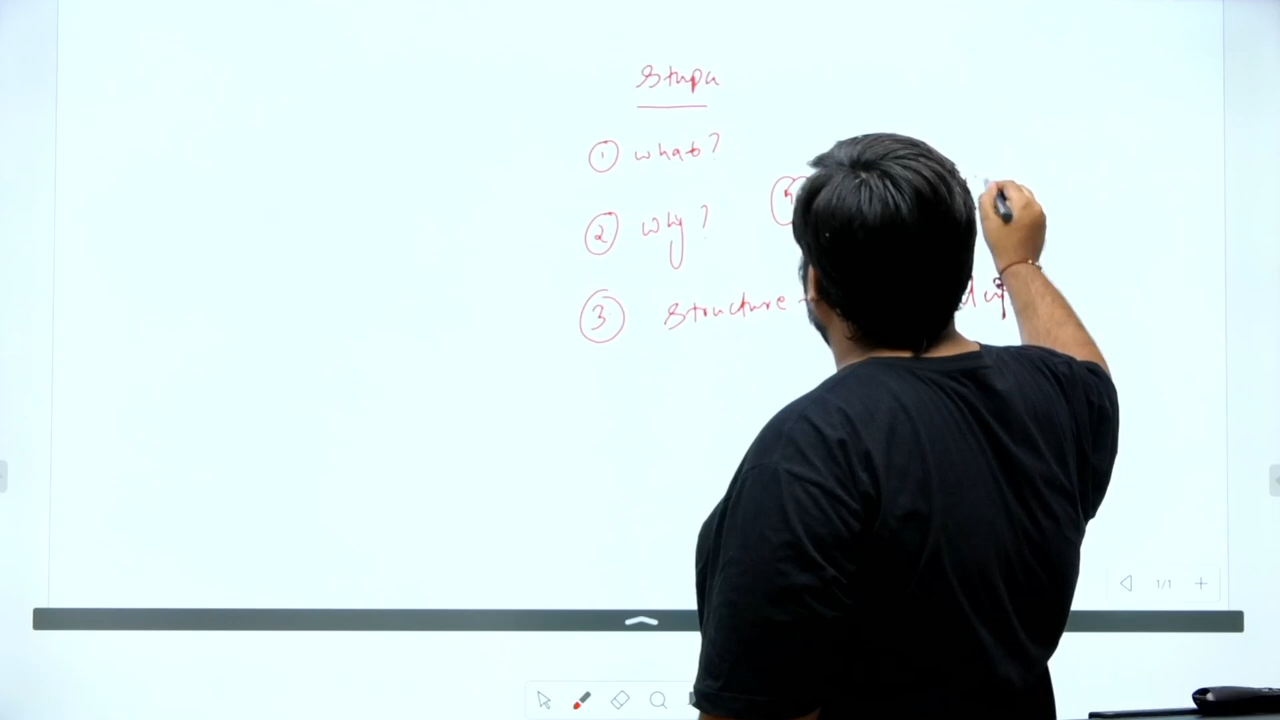 Stupa
① what?
② why?
③ Structure
1/1